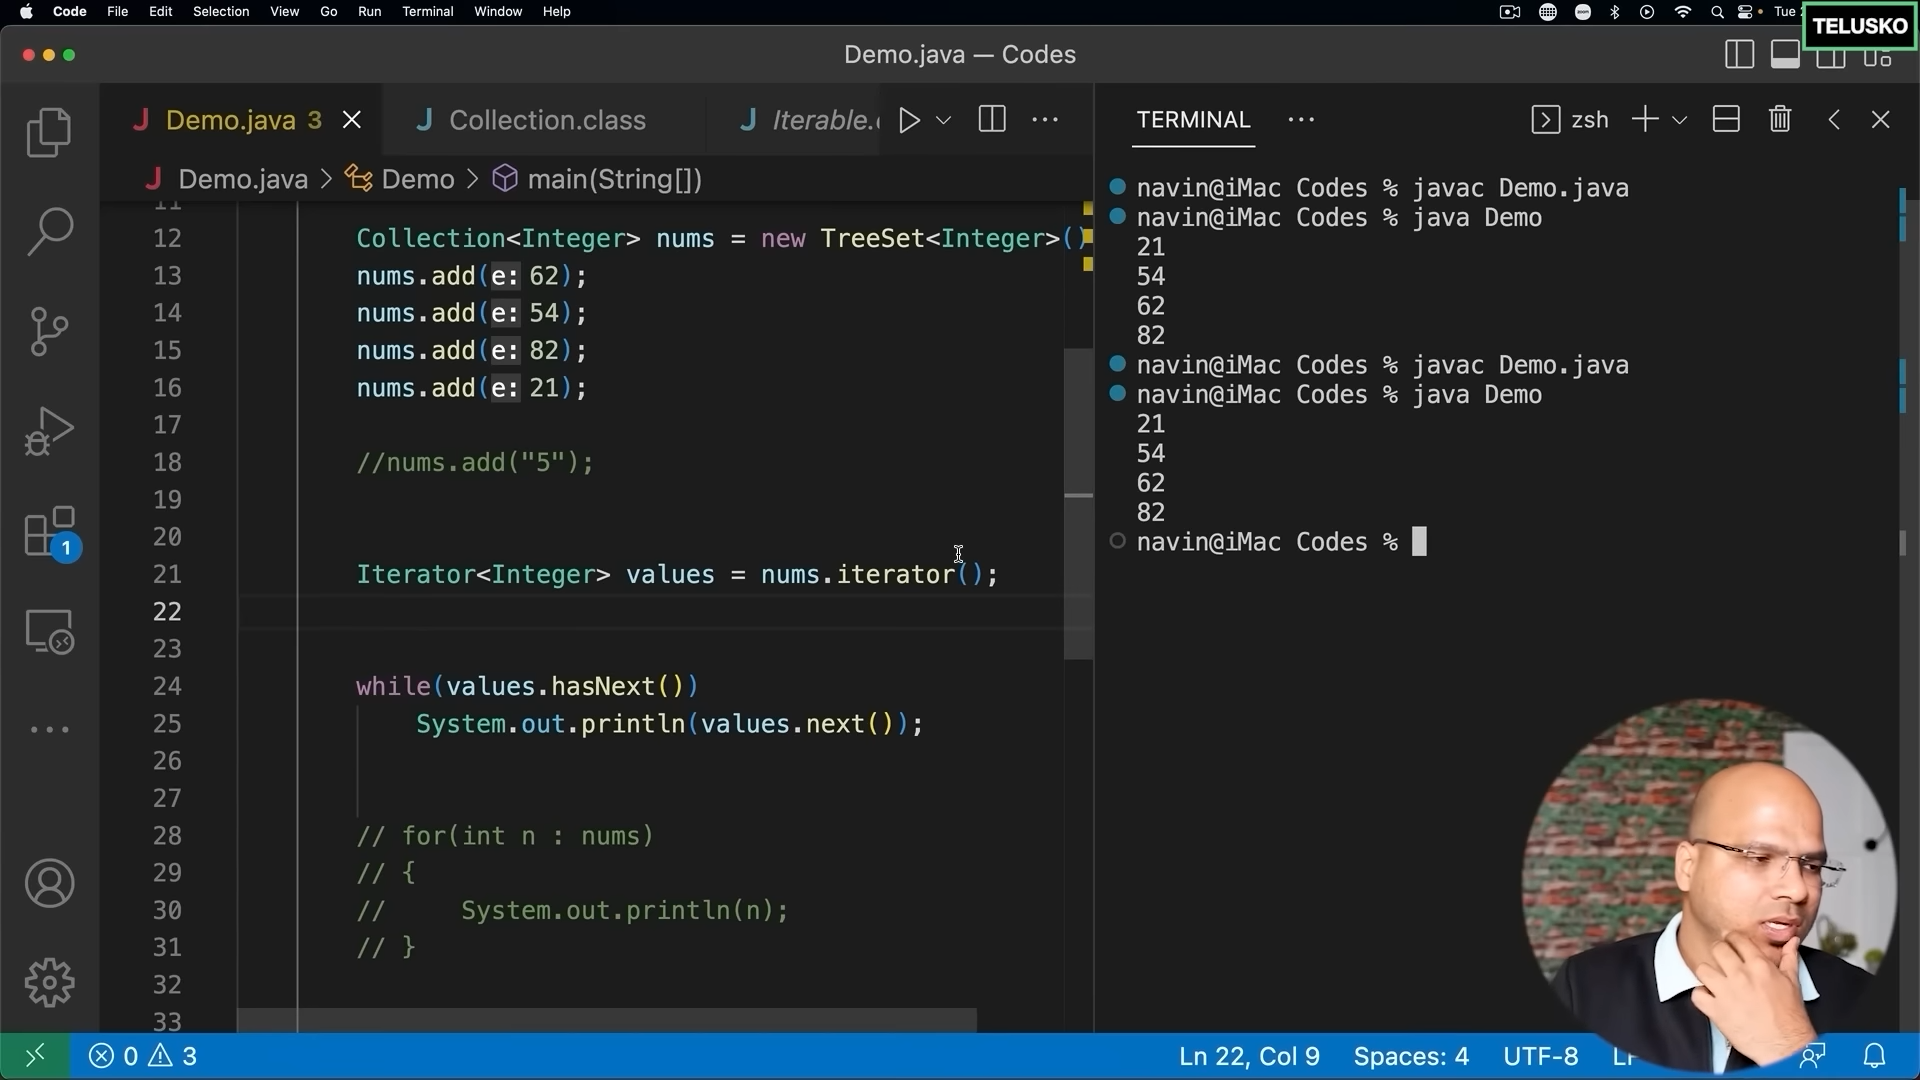 Code File Edit Selection View Go Run Terminal Window Help Tue
TELUSKO
Demo.java — Codes
Demo.java 3 Collection.class Iterable.
Demo.java > Demo > main(String[])
11
12 Collection<Integer> nums = new TreeSet<Integer>()
13 nums.add(e: 62);
14 nums.add(e: 54);
15 nums.add(e: 82);
16 nums.add(e: 21);
17
18 //nums.add("5");
19
20
21 Iterator<Integer> values = nums.iterator();
22
23
24 while(values.hasNext())
25 System.out.println(values.next());
26
27
28 // for(int n : nums)
29 // {
30 // System.out.println(n);
31 // }
32
33
TERMINAL zsh
navin@iMac Codes % javac Demo.java
navin@iMac Codes % java Demo
21
54
62
82
navin@iMac Codes % javac Demo.java
navin@iMac Codes % java Demo
21
54
62
82
navin@iMac Codes %
1
0 3 Ln 22, Col 9 Spaces: 4 UTF-8